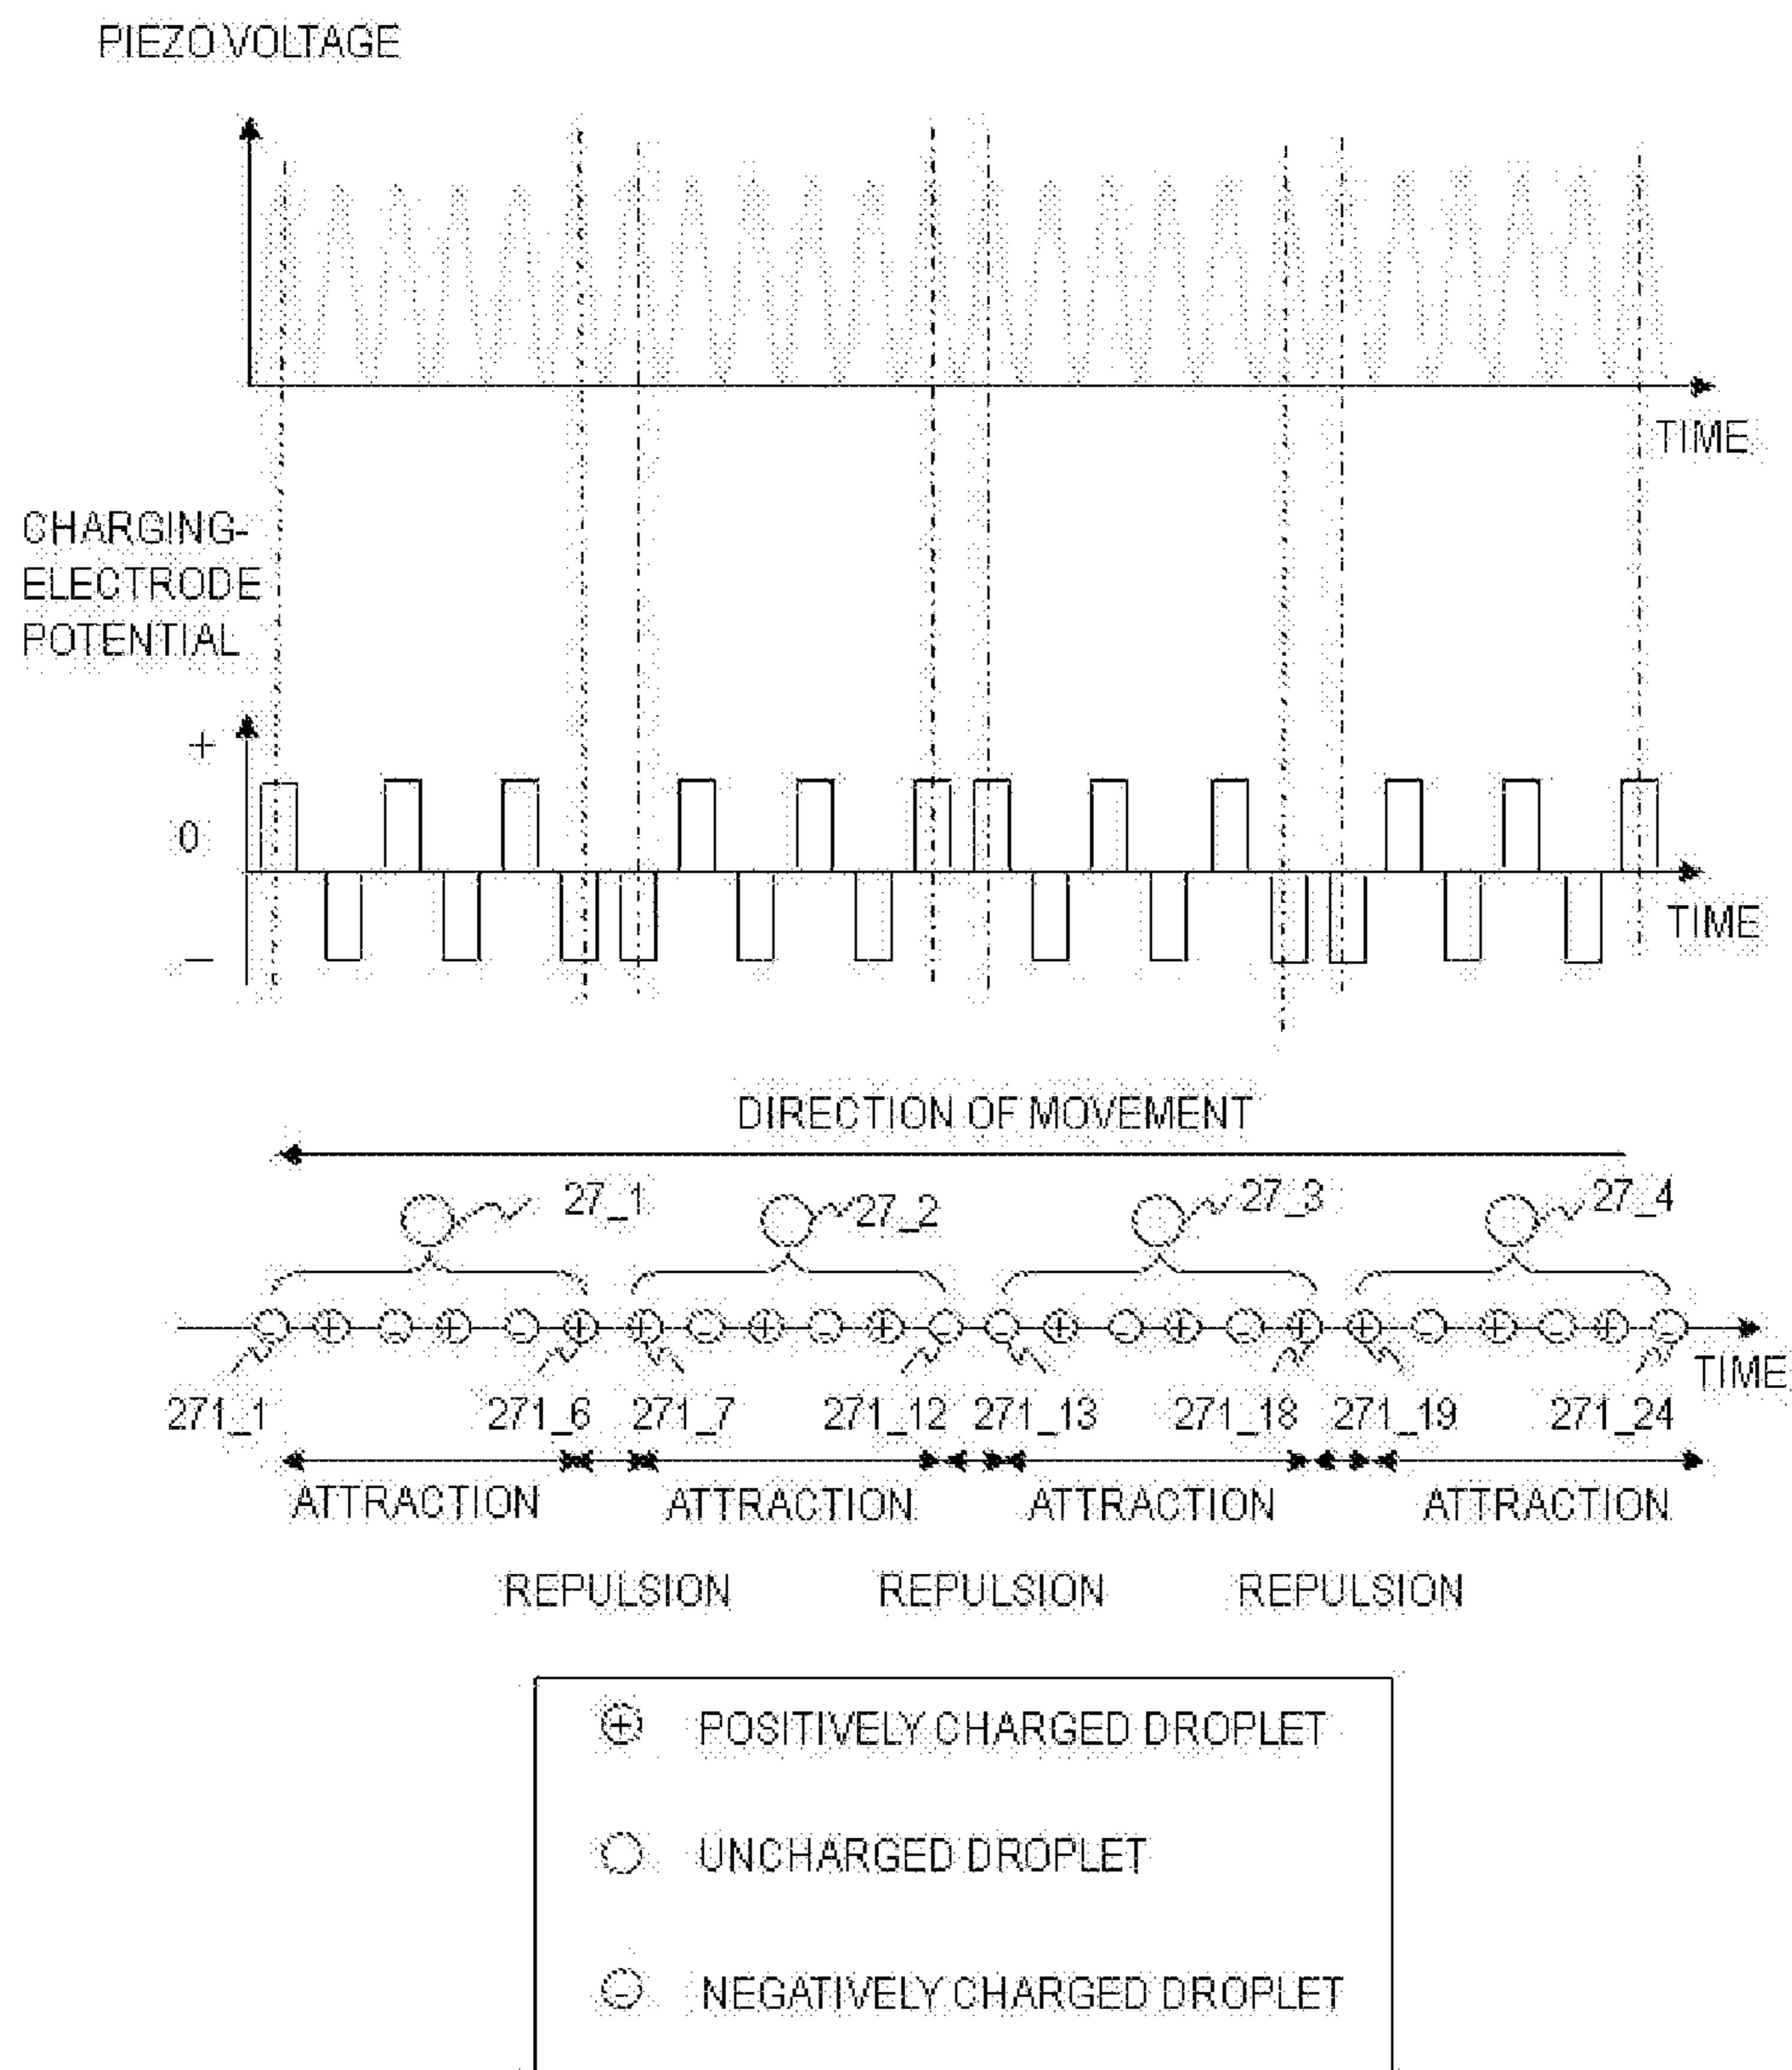 PIEZO VOLTAGE
TIME
CHARGING-
ELECTRODE
POTENTIAL
+
0
−
TIME
DIRECTION OF MOVEMENT
27_1 27_2 27_3 27_4
- + - + - + + - + - + - - + - + - + + - + - + -
TIME
271_1 271_6 271_7 271_12 271_13 271_18 271_19 271_24
ATTRACTION ATTRACTION ATTRACTION ATTRACTION
REPULSION REPULSION REPULSION
+ POSITIVELY CHARGED DROPLET
UNCHARGED DROPLET
- NEGATIVELY CHARGED DROPLET